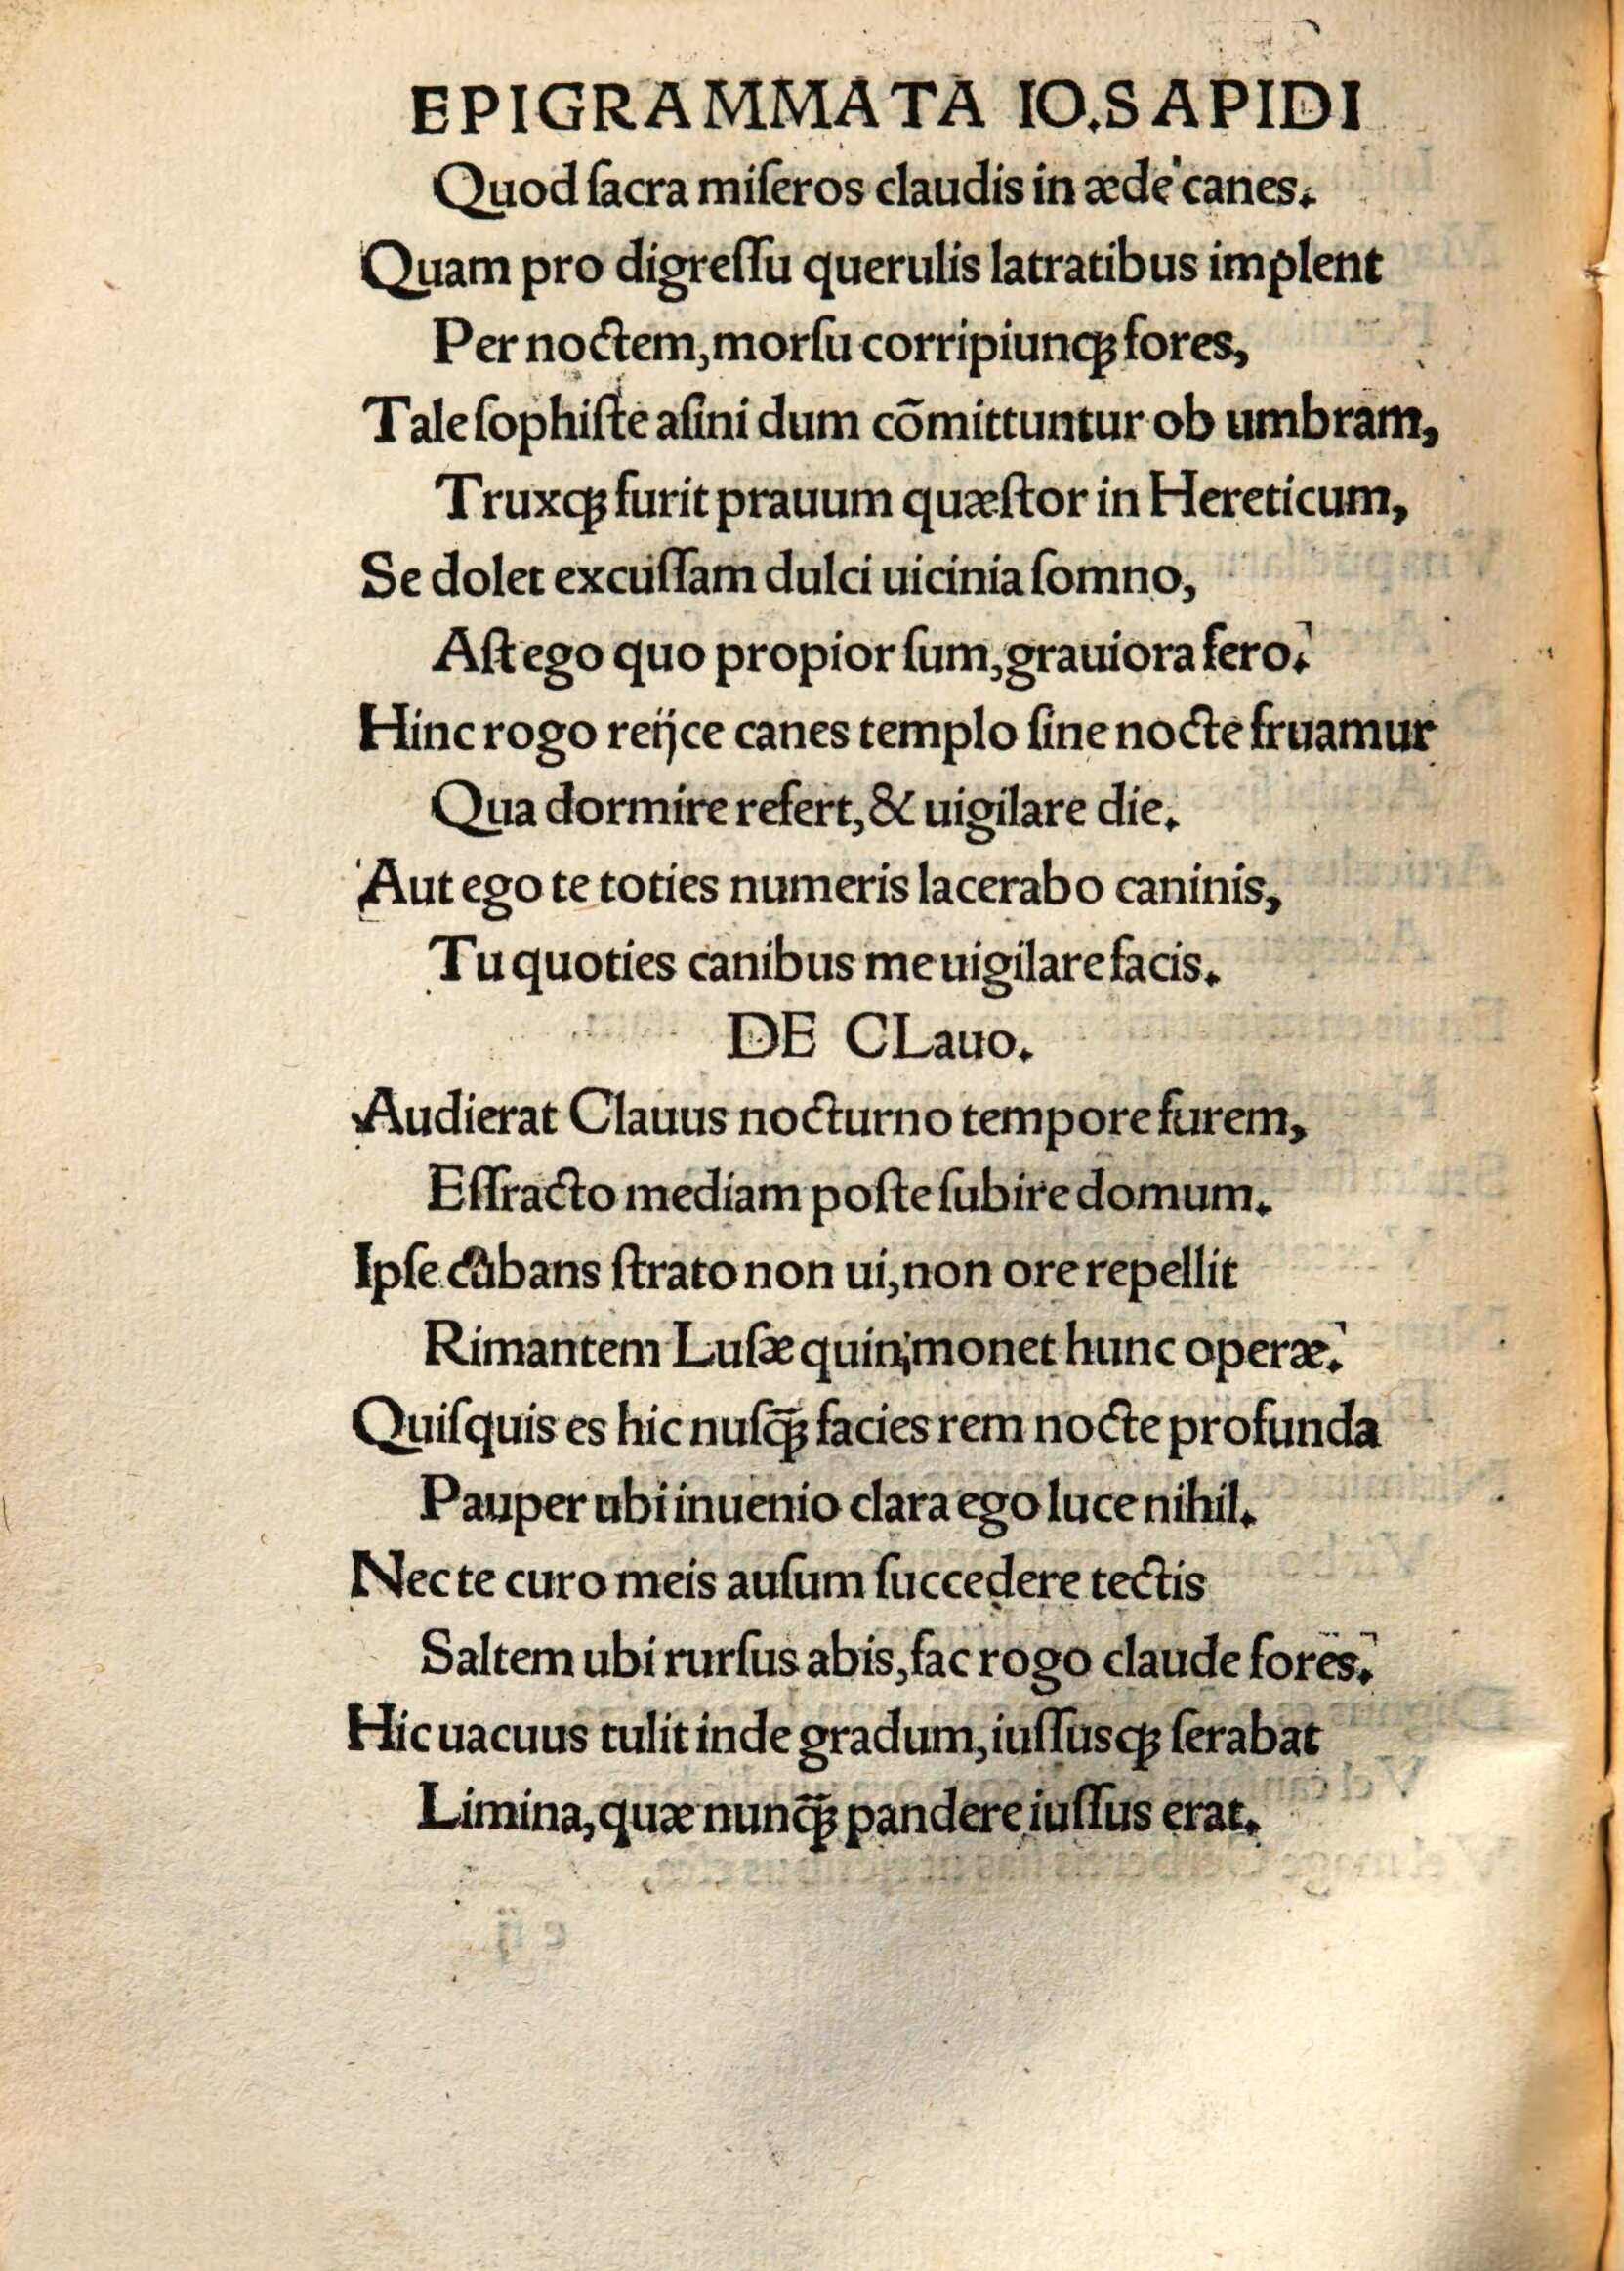 EPIGRAMMATA IO.SAPIDI
Quod ſacra miſeros claudis in æde canes.
Quam pro digreſſu querulis latratibus implent
Per noctem, morſu corripiuntꝗ fores,
Tale ſophiſte aſini dum cõmittuntur ob umbram,
Truxꝗ furit prauum quæſtor in Hereticum,
Se dolet excuſſam dulci uicinia ſomno,
Aſt ego quo propior ſum, grauiora fero.
Hinc rogo reijce canes templo ſine nocte fruamur
Qua dormire refert, & uigilare die.
Aut ego te toties numeris lacerabo caninis,
Tu quoties canibus me uigilare facis.
DE CLauo.
Audierat Clauus nocturno tempore furem,
Effracto mediam poſte ſubire domum.
Ipſe cubans ſtrato non ui, non ore repellit
Rimantem Luſæ quin monet hunc operæ.
Quiſquis es hic nuſꝗ̃ facies rem nocte profunda
Pauper ubi inuenio clara ego luce nihil.
Nec te curo meis auſum ſuccedere tectis
Saltem ubi rurſus abis, fac rogo claude fores.
Hic uacuus tulit inde gradum, iuſſusꝗ ſerabat
Limina, quæ nunꝗ̃ pandere iuſſus erat.